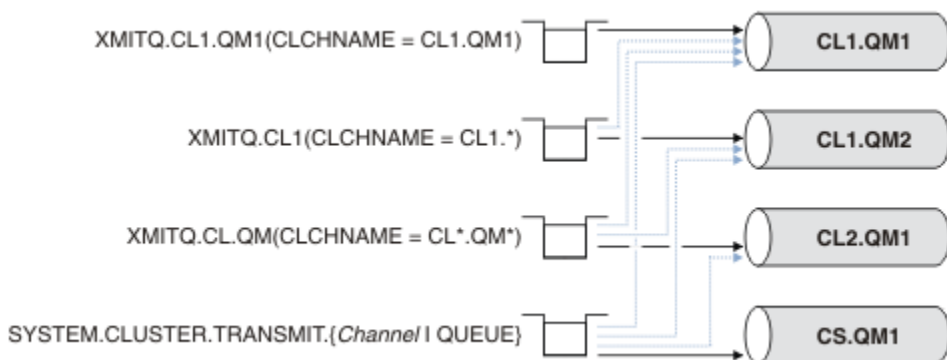 XMITQ.CL1.QM1(CLCHNAME = CL1.QM1)
CL1.QM1
XMITQ.CL1(CLCHNAME = CL1.*)
CL1.QM2
XMITQ.CL.QM(CLCHNAME = CL*.QM*)
CL2.QM1
SYSTEM.CLUSTER.TRANSMIT.{Channel I QUEUE}
CS.QM1